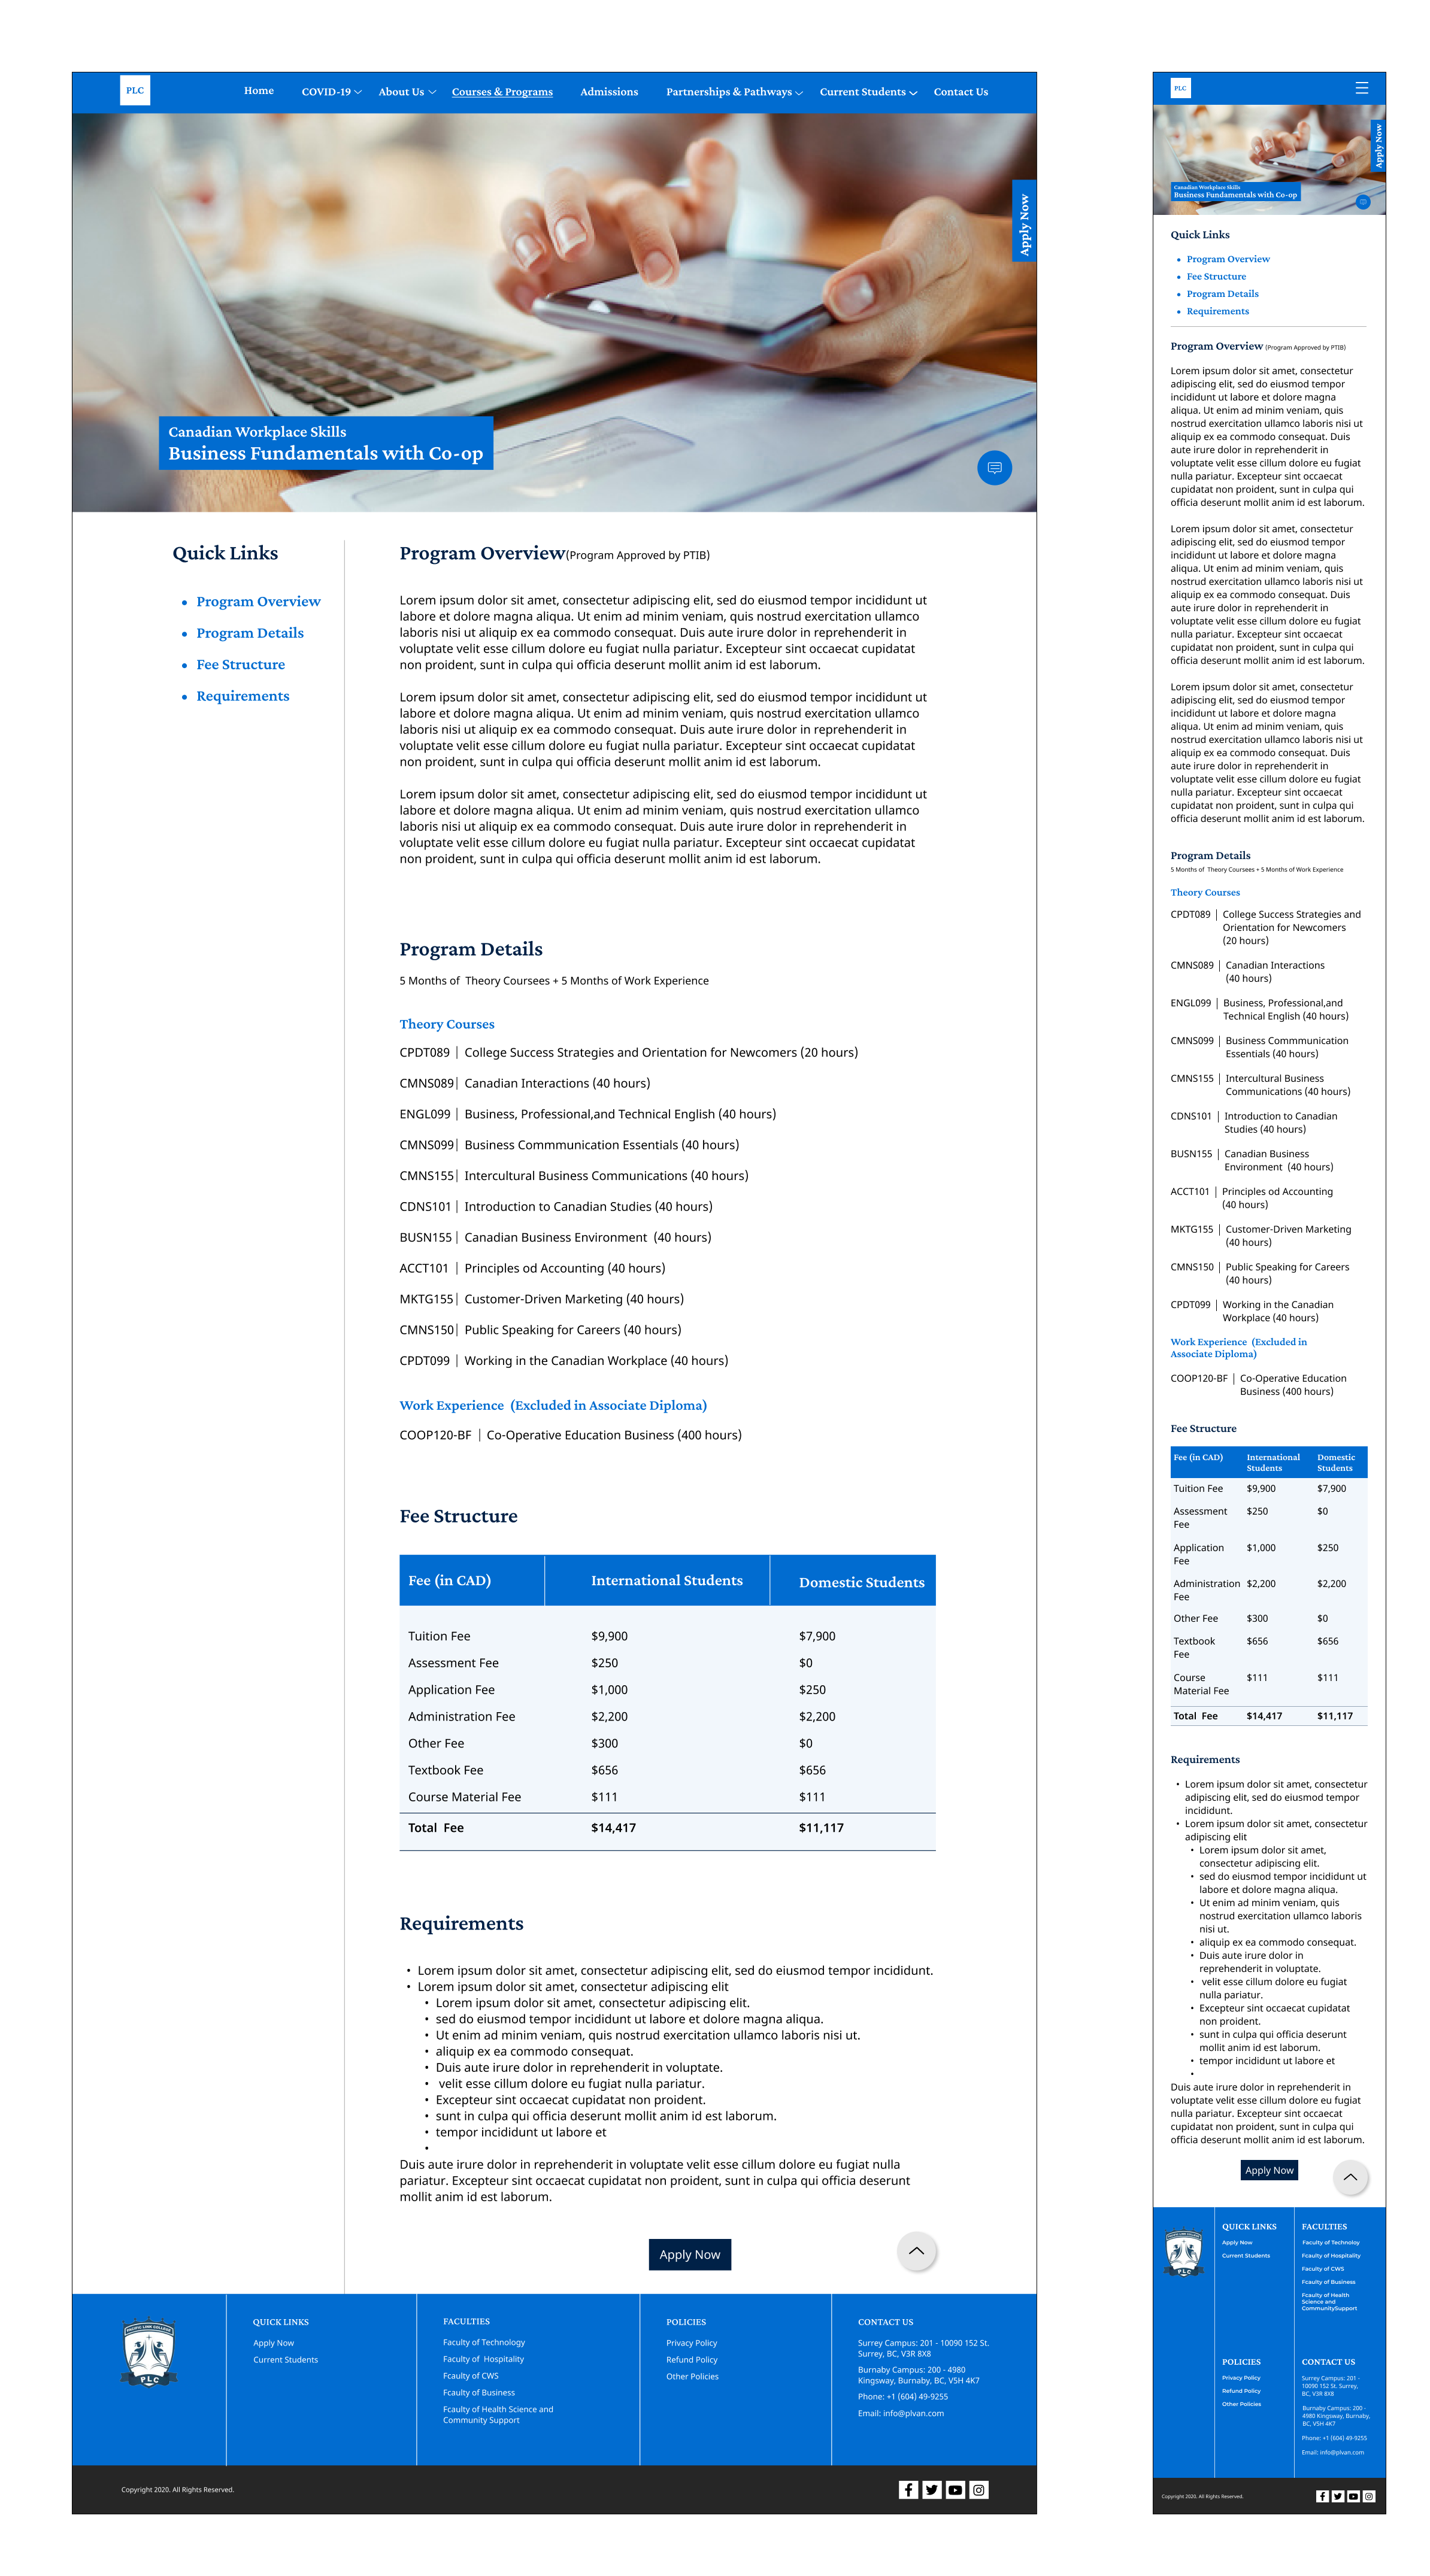 PLC
Home COVID-19 About Us Courses & Programs Admissions Partnerships & Pathways Current Students Contact Us
Apply Now
Canadian Workplace Skills
Business Fundamentals with Co-op
Quick Links
• Program Overview
• Program Details
• Fee Structure
• Requirements
Program Overview(Program Approved by PTIB)
Lorem ipsum dolor sit amet, consectetur adipiscing elit, sed do eiusmod tempor incididunt ut
labore et dolore magna aliqua. Ut enim ad minim veniam, quis nostrud exercitation ullamco
laboris nisi ut aliquip ex ea commodo consequat. Duis aute irure dolor in reprehenderit in
voluptate velit esse cillum dolore eu fugiat nulla pariatur. Excepteur sint occaecat cupidatat
non proident, sunt in culpa qui officia deserunt mollit anim id est laborum.
Lorem ipsum dolor sit amet, consectetur adipiscing elit, sed do eiusmod tempor incididunt ut
labore et dolore magna aliqua. Ut enim ad minim veniam, quis nostrud exercitation ullamco
laboris nisi ut aliquip ex ea commodo consequat. Duis aute irure dolor in reprehenderit in
voluptate velit esse cillum dolore eu fugiat nulla pariatur. Excepteur sint occaecat cupidatat
non proident, sunt in culpa qui officia deserunt mollit anim id est laborum.
Lorem ipsum dolor sit amet, consectetur adipiscing elit, sed do eiusmod tempor incididunt ut
labore et dolore magna aliqua. Ut enim ad minim veniam, quis nostrud exercitation ullamco
laboris nisi ut aliquip ex ea commodo consequat. Duis aute irure dolor in reprehenderit in
voluptate velit esse cillum dolore eu fugiat nulla pariatur. Excepteur sint occaecat cupidatat
non proident, sunt in culpa qui officia deserunt mollit anim id est laborum.
Program Details
5 Months of Theory Coursees + 5 Months of Work Experience
Theory Courses
CPDT089 | College Success Strategies and Orientation for Newcomers (20 hours)
CMNS089| Canadian Interactions (40 hours)
ENGL099 | Business, Professional,and Technical English (40 hours)
CMNS099| Business Commmunication Essentials (40 hours)
CMNS155| Intercultural Business Communications (40 hours)
CDNS101 | Introduction to Canadian Studies (40 hours)
BUSN155 | Canadian Business Environment (40 hours)
ACCT101 | Principles od Accounting (40 hours)
MKTG155| Customer-Driven Marketing (40 hours)
CMNS150| Public Speaking for Careers (40 hours)
CPDT099 | Working in the Canadian Workplace (40 hours)
Work Experience (Excluded in Associate Diploma)
COOP120-BF | Co-Operative Education Business (400 hours)
Fee Structure
Fee (in CAD) International Students Domestic Students
Tuition Fee $9,900 $7,900
Assessment Fee $250 $0
Application Fee $1,000 $250
Administration Fee $2,200 $2,200
Other Fee $300 $0
Textbook Fee $656 $656
Course Material Fee $111 $111
Total Fee $14,417 $11,117
Requirements
• Lorem ipsum dolor sit amet, consectetur adipiscing elit, sed do eiusmod tempor incididunt.
• Lorem ipsum dolor sit amet, consectetur adipiscing elit
• Lorem ipsum dolor sit amet, consectetur adipiscing elit.
• sed do eiusmod tempor incididunt ut labore et dolore magna aliqua.
• Ut enim ad minim veniam, quis nostrud exercitation ullamco laboris nisi ut.
• aliquip ex ea commodo consequat.
• Duis aute irure dolor in reprehenderit in voluptate.
• velit esse cillum dolore eu fugiat nulla pariatur.
• Excepteur sint occaecat cupidatat non proident.
• sunt in culpa qui officia deserunt mollit anim id est laborum.
• tempor incididunt ut labore et
•
Duis aute irure dolor in reprehenderit in voluptate velit esse cillum dolore eu fugiat nulla
pariatur. Excepteur sint occaecat cupidatat non proident, sunt in culpa qui officia deserunt
mollit anim id est laborum.
Apply Now
PACIFIC LINK COLLEGE
PLC
QUICK LINKS
Apply Now
Current Students
FACULTIES
Faculty of Technology
Faculty of Hospitality
Fcaulty of CWS
Fcaulty of Business
Fcaulty of Health Science and
Community Support
POLICIES
Privacy Policy
Refund Policy
Other Policies
CONTACT US
Surrey Campus: 201 - 10090 152 St.
Surrey, BC, V3R 8X8
Burnaby Campus: 200 - 4980
Kingsway, Burnaby, BC, V5H 4K7
Phone: +1 (604) 49-9255
Email: info@plvan.com
Copyright 2020. All Rights Reserved.
PLC
Apply Now
Canadian Workplace Skills
Business Fundamentals with Co-op
Quick Links
• Program Overview
• Fee Structure
• Program Details
• Requirements
Program Overview (Program Approved by PTIB)
Lorem ipsum dolor sit amet, consectetur
adipiscing elit, sed do eiusmod tempor
incididunt ut labore et dolore magna
aliqua. Ut enim ad minim veniam, quis
nostrud exercitation ullamco laboris nisi ut
aliquip ex ea commodo consequat. Duis
aute irure dolor in reprehenderit in
voluptate velit esse cillum dolore eu fugiat
nulla pariatur. Excepteur sint occaecat
cupidatat non proident, sunt in culpa qui
officia deserunt mollit anim id est laborum.
Lorem ipsum dolor sit amet, consectetur
adipiscing elit, sed do eiusmod tempor
incididunt ut labore et dolore magna
aliqua. Ut enim ad minim veniam, quis
nostrud exercitation ullamco laboris nisi ut
aliquip ex ea commodo consequat. Duis
aute irure dolor in reprehenderit in
voluptate velit esse cillum dolore eu fugiat
nulla pariatur. Excepteur sint occaecat
cupidatat non proident, sunt in culpa qui
officia deserunt mollit anim id est laborum.
Lorem ipsum dolor sit amet, consectetur
adipiscing elit, sed do eiusmod tempor
incididunt ut labore et dolore magna
aliqua. Ut enim ad minim veniam, quis
nostrud exercitation ullamco laboris nisi ut
aliquip ex ea commodo consequat. Duis
aute irure dolor in reprehenderit in
voluptate velit esse cillum dolore eu fugiat
nulla pariatur. Excepteur sint occaecat
cupidatat non proident, sunt in culpa qui
officia deserunt mollit anim id est laborum.
Program Details
5 Months of Theory Coursees + 5 Months of Work Experience
Theory Courses
CPDT089 | College Success Strategies and
Orientation for Newcomers
(20 hours)
CMNS089 | Canadian Interactions
(40 hours)
ENGL099 | Business, Professional,and
Technical English (40 hours)
CMNS099 | Business Commmunication
Essentials (40 hours)
CMNS155 | Intercultural Business
Communications (40 hours)
CDNS101 | Introduction to Canadian
Studies (40 hours)
BUSN155 | Canadian Business
Environment (40 hours)
ACCT101 | Principles od Accounting
(40 hours)
MKTG155 | Customer-Driven Marketing
(40 hours)
CMNS150 | Public Speaking for Careers
(40 hours)
CPDT099 | Working in the Canadian
Workplace (40 hours)
Work Experience (Excluded in
Associate Diploma)
COOP120-BF | Co-Operative Education
Business (400 hours)
Fee Structure
Fee (in CAD) International Domestic
Students Students
Tuition Fee $9,900 $7,900
Assessment $250 $0
Fee
Application $1,000 $250
Fee
Administration $2,200 $2,200
Fee
Other Fee $300 $0
Textbook $656 $656
Fee
Course $111 $111
Material Fee
Total Fee $14,417 $11,117
Requirements
• Lorem ipsum dolor sit amet, consectetur
adipiscing elit, sed do eiusmod tempor
incididunt.
• Lorem ipsum dolor sit amet, consectetur
adipiscing elit
• Lorem ipsum dolor sit amet,
consectetur adipiscing elit.
• sed do eiusmod tempor incididunt ut
labore et dolore magna aliqua.
• Ut enim ad minim veniam, quis
nostrud exercitation ullamco laboris
nisi ut.
• aliquip ex ea commodo consequat.
• Duis aute irure dolor in
reprehenderit in voluptate.
• velit esse cillum dolore eu fugiat
nulla pariatur.
• Excepteur sint occaecat cupidatat
non proident.
• sunt in culpa qui officia deserunt
mollit anim id est laborum.
• tempor incididunt ut labore et
•
Duis aute irure dolor in reprehenderit in
voluptate velit esse cillum dolore eu fugiat
nulla pariatur. Excepteur sint occaecat
cupidatat non proident, sunt in culpa qui
officia deserunt mollit anim id est laborum.
Apply Now
PLC
QUICK LINKS
Apply Now
Current Students
FACULTIES
Faculty of Technoloy
Fcaulty of Hospitality
Faculty of CWS
Fcaulty of Business
Fcaulty of Health
Science and
CommunitySupport
POLICIES
Privacy Policy
Refund Policy
Other Policies
CONTACT US
Surrey Campus: 201 -
10090 152 St. Surrey,
BC, V3R 8X8
Burnaby Campus: 200 -
4980 Kingsway, Burnaby,
BC, V5H 4K7
Phone: +1 (604) 49-9255
Email: info@plvan.com
Copyright 2020. All Rights Reserved.